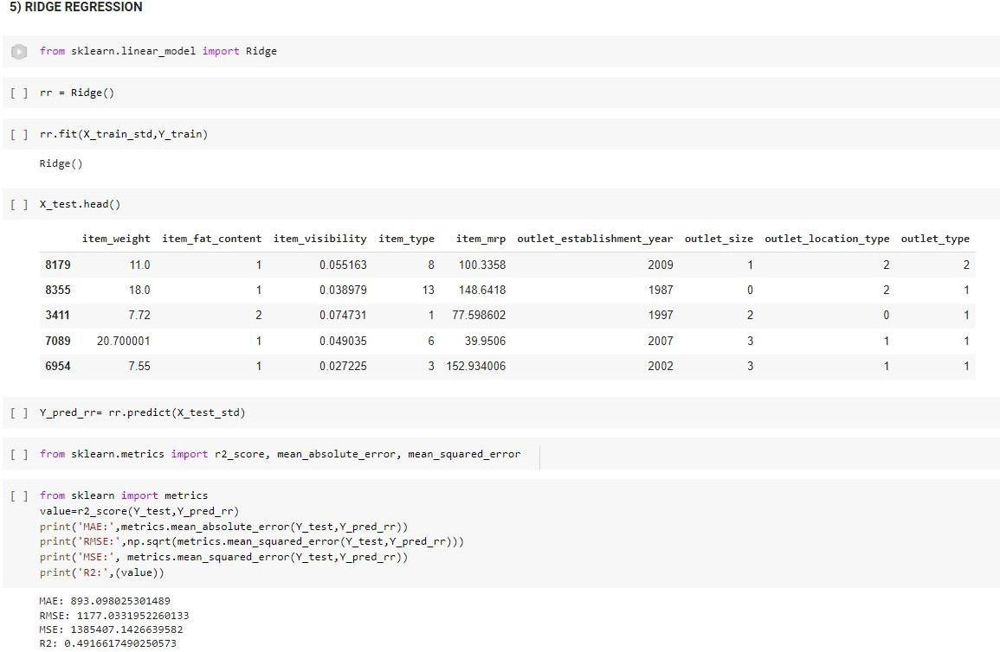 5) RIDGE REGRESSION
from sklearn.linear_model import Ridge
[ ] rr = Ridge()
[ ] rr.fit(X_train_std,Y_train)
Ridge()
[ ] X_test.head()
item_weight item_fat_content item_visibility item_type item_mrp outlet_establishment_year outlet_size outlet_location_type outlet_type
8179 11.0 1 0.055163 8 100.3358 2009 1 2 2
8355 18.0 1 0.038979 13 148.6418 1987 0 2 1
3411 7.72 2 0.074731 1 77.598602 1997 2 0 1
7089 20.700001 1 0.049035 6 39.9506 2007 3 1 1
6954 7.55 1 0.027225 3 152.934006 2002 3 1 1
[ ] Y_pred_rr= rr.predict(X_test_std)
[ ] from sklearn.metrics import r2_score, mean_absolute_error, mean_squared_error
[ ] from sklearn import metrics
value=r2_score(Y_test,Y_pred_rr)
print('MAE:',metrics.mean_absolute_error(Y_test,Y_pred_rr))
print('RMSE:',np.sqrt(metrics.mean_squared_error(Y_test,Y_pred_rr)))
print('MSE:', metrics.mean_squared_error(Y_test,Y_pred_rr))
print('R2:',(value))
MAE: 893.098025301489
RMSE: 1177.0331952260133
MSE: 1385407.1426639582
R2: 0.4916617490250573